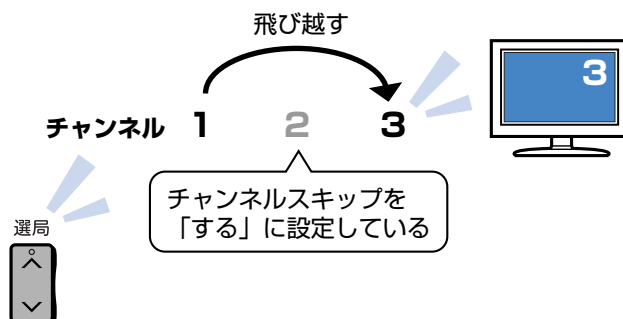 飛び越す
3
チャンネル 1 2 3
チャンネルスキップを
「する」に設定している
選局